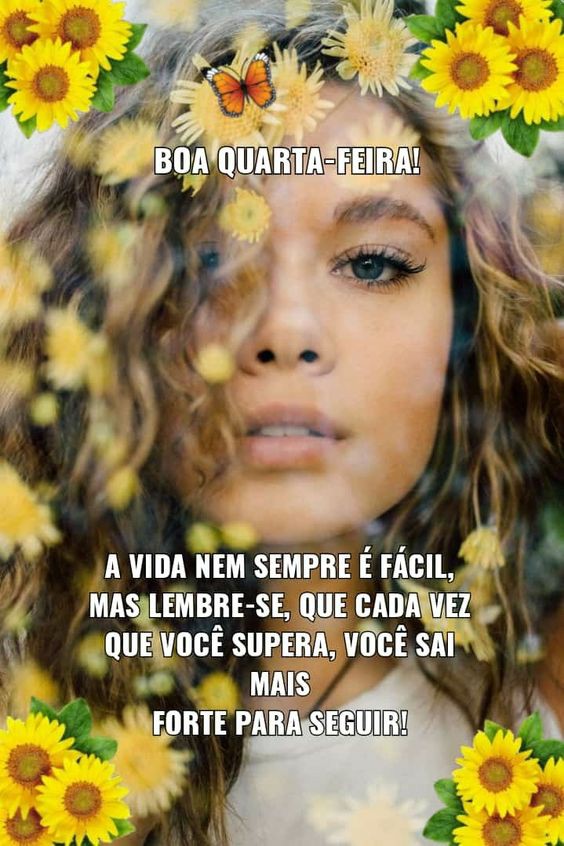 BOA QUARTA-FEIRA!
A VIDA NEM SEMPRE É FÁCIL,
MAS LEMBRE-SE, QUE CADA VEZ
QUE VOCÊ SUPERA, VOCÊ SAI
MAIS
FORTE PARA SEGUIR!